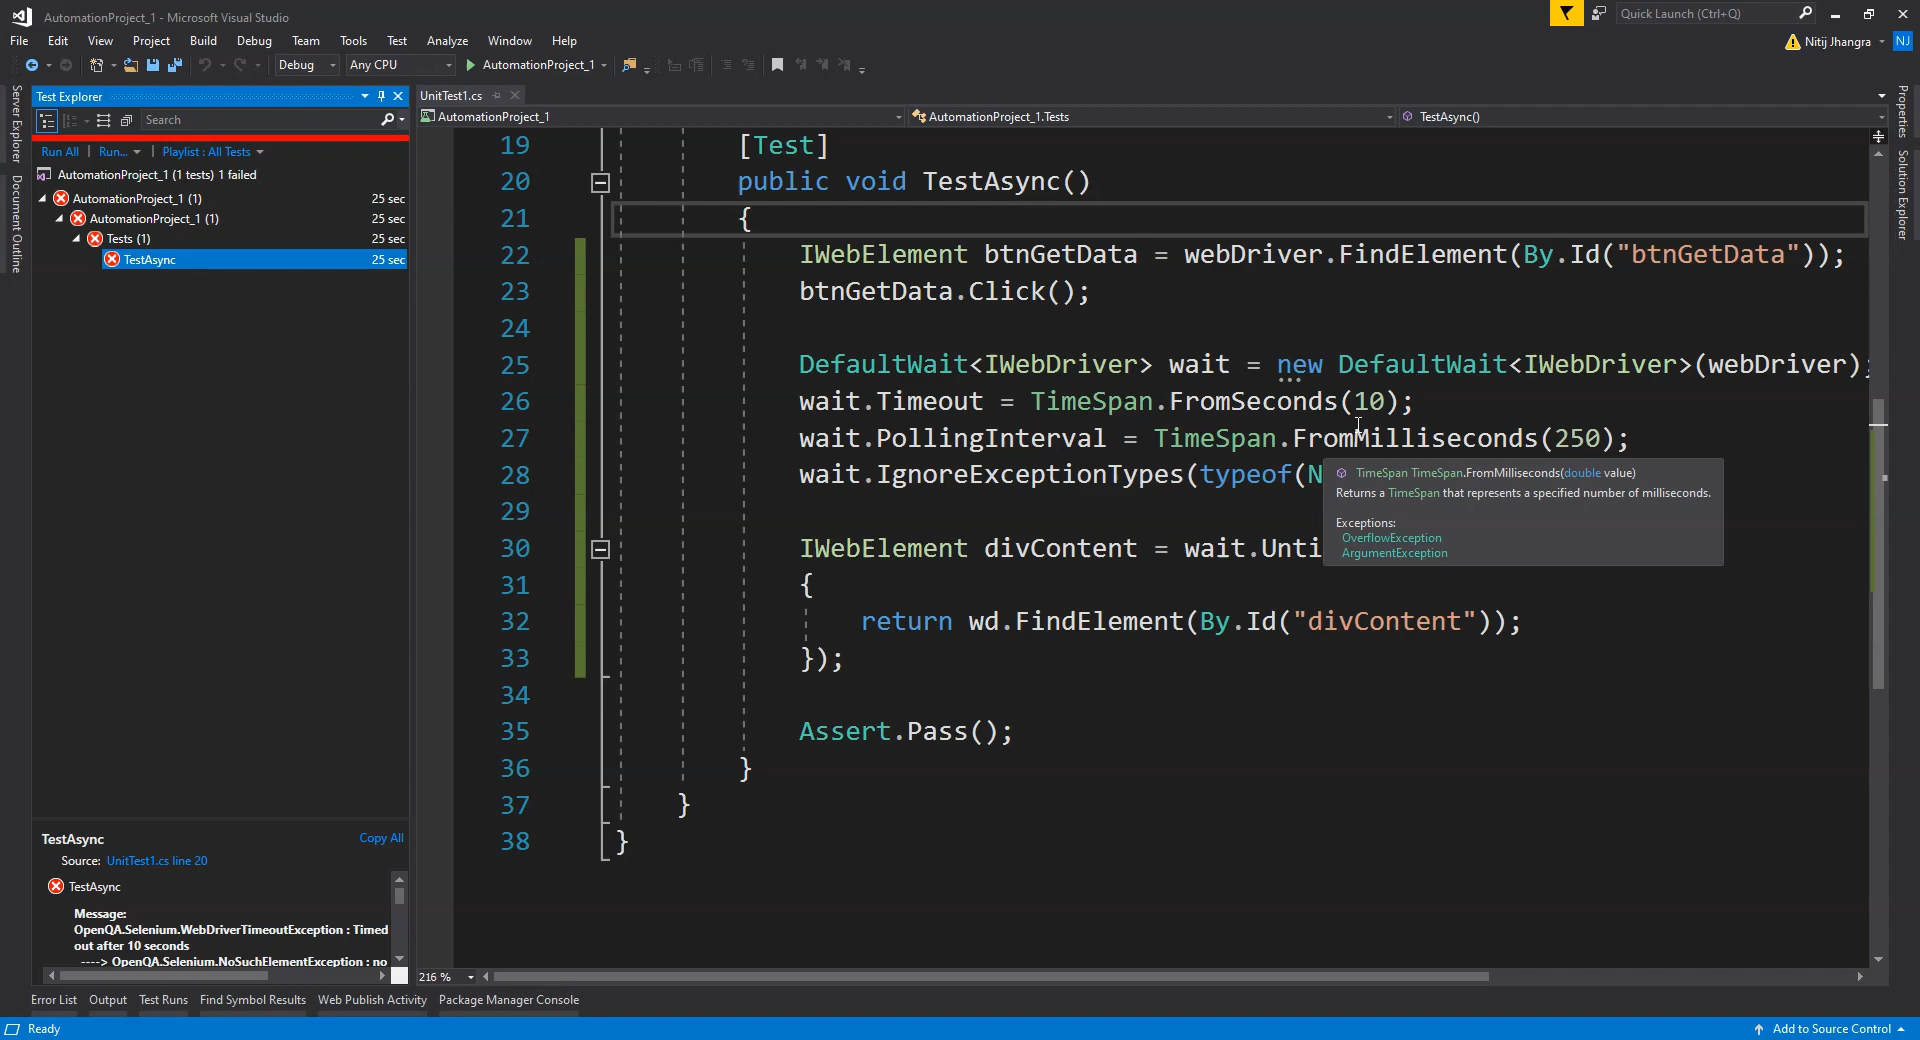 AutomationProject_1 - Microsoft Visual Studio
Quick Launch (Ctrl+Q)
File Edit View Project Build Debug Team Tools Test Analyze Window Help
Nitij Jhangra NJ
Debug Any CPU AutomationProject_1
Server Explorer
Document Outline
Test Explorer
Search
Run All Run... Playlist : All Tests
AutomationProject_1 (1 tests) 1 failed
AutomationProject_1 (1) 25 sec
AutomationProject_1 (1) 25 sec
Tests (1) 25 sec
TestAsync 25 sec
TestAsync Copy All
Source: UnitTest1.cs line 20
TestAsync
Message:
OpenQA.Selenium.WebDriverTimeoutException : Timed
out after 10 seconds
----> OpenQA.Selenium.NoSuchElementException : no
UnitTest1.cs
AutomationProject_1 AutomationProject_1.Tests TestAsync()
19 [Test]
20 public void TestAsync()
21 {
22 IWebElement btnGetData = webDriver.FindElement(By.Id("btnGetData"));
23 btnGetData.Click();
24
25 DefaultWait<IWebDriver> wait = new DefaultWait<IWebDriver>(webDriver);
26 wait.Timeout = TimeSpan.FromSeconds(10);
27 wait.PollingInterval = TimeSpan.FromMilliseconds(250);
28 wait.IgnoreExceptionTypes(typeof(N
29
30 IWebElement divContent = wait.Unti
31 {
32 return wd.FindElement(By.Id("divContent"));
33 });
34
35 Assert.Pass();
36 }
37 }
38 }
TimeSpan TimeSpan.FromMilliseconds(double value)
Returns a TimeSpan that represents a specified number of milliseconds.
Exceptions:
OverflowException
ArgumentException
216 %
Properties
Solution Explorer
Error List Output Test Runs Find Symbol Results Web Publish Activity Package Manager Console
Ready
Add to Source Control